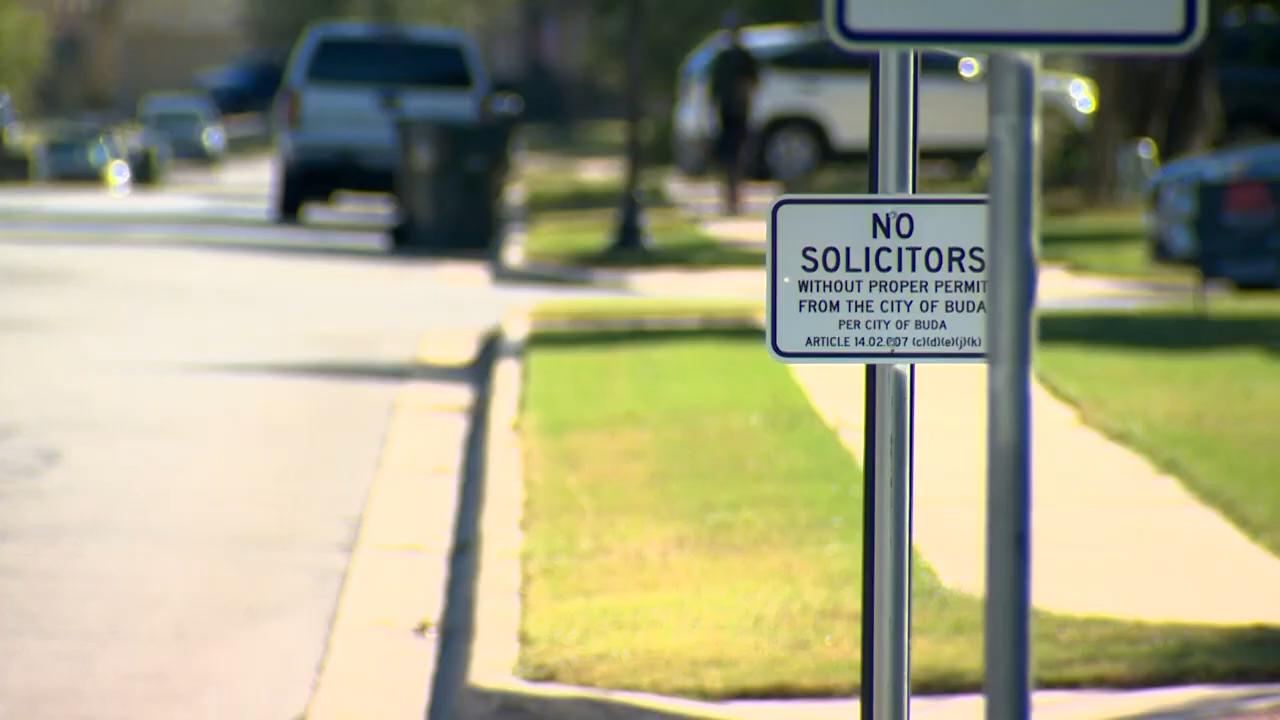 NO
SOLICITORS
WITHOUT PROPER PERMIT
FROM THE CITY OF BUDA
PER CITY OF BUDA
ARTICLE 14.02.007 (c)(d)(e)(j)(k)